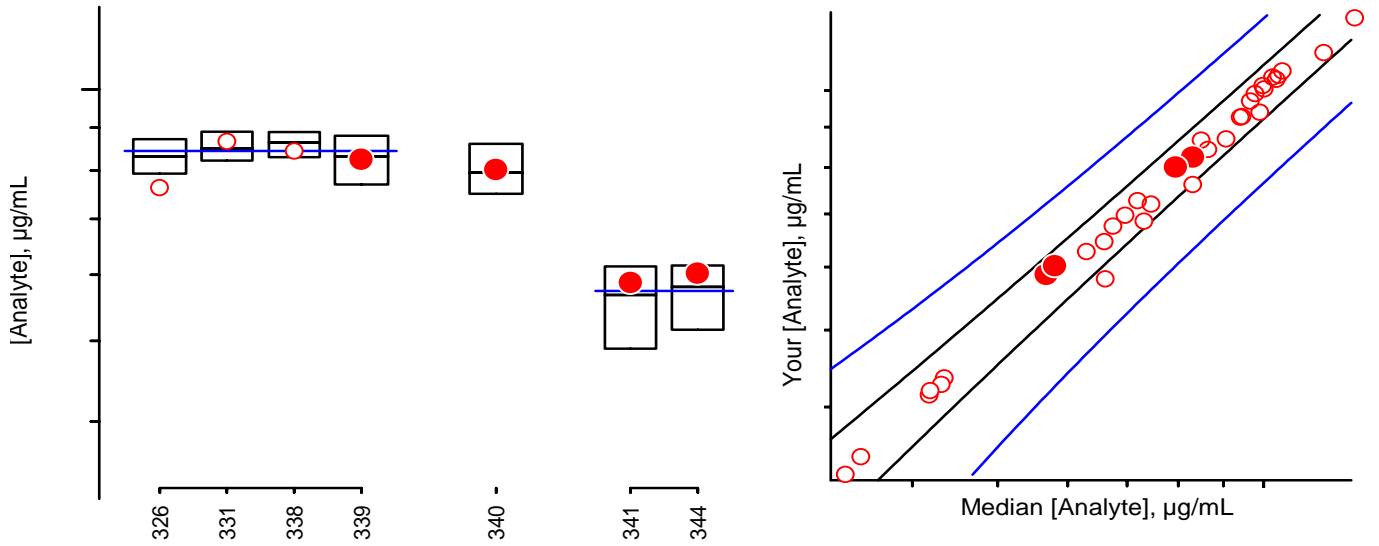 [Analyte], µg/mL
326
331
338
339
340
341
344
Your [Analyte], µg/mL
Median [Analyte], µg/mL